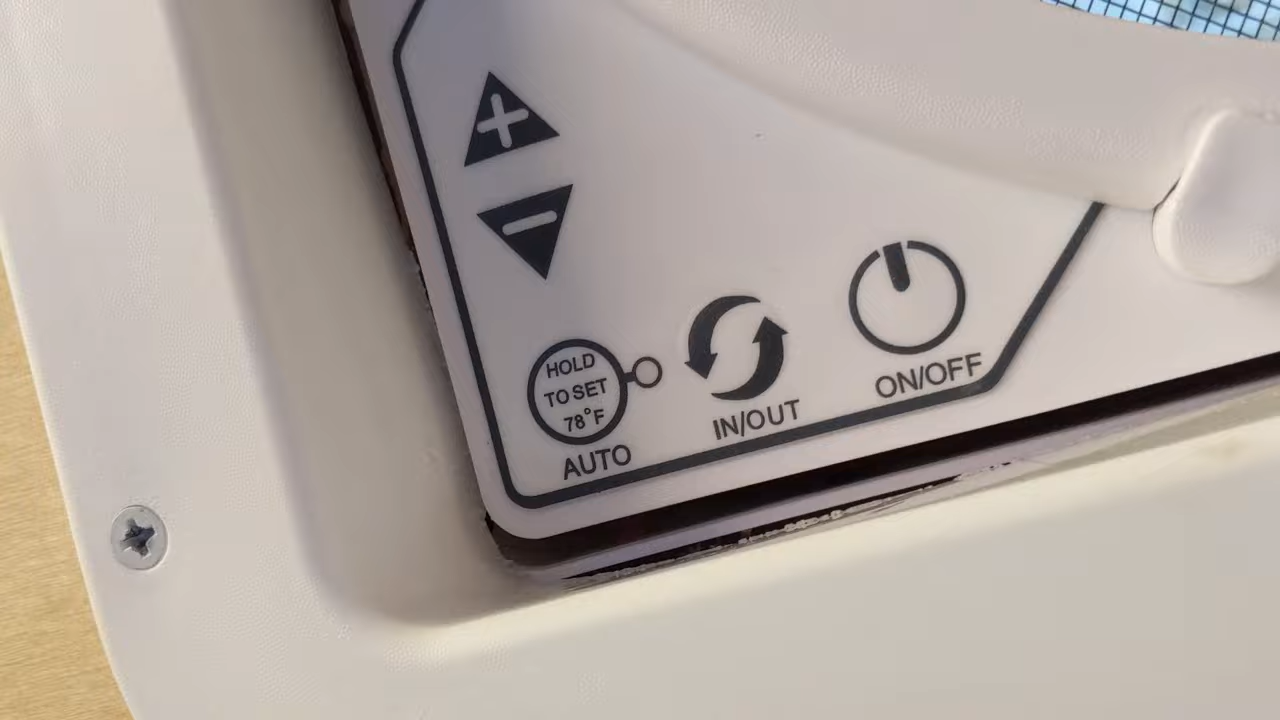 +
-
HOLD
TO SET
78°F
AUTO
IN/OUT
ON/OFF